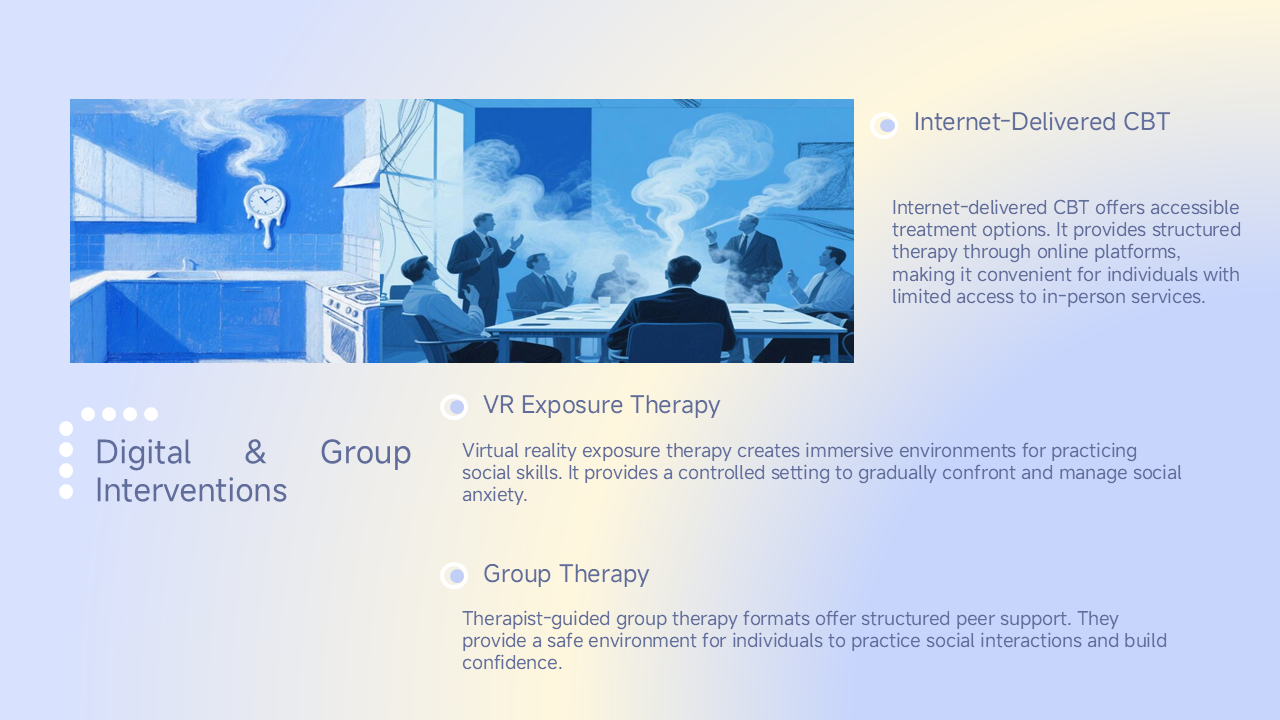 Internet-Delivered CBT
Internet-delivered CBT offers accessible
treatment options. It provides structured
therapy through online platforms,
making it convenient for individuals with
limited access to in-person services.
Digital & Group
Interventions
VR Exposure Therapy
Virtual reality exposure therapy creates immersive environments for practicing
social skills. It provides a controlled setting to gradually confront and manage social
anxiety.
Group Therapy
Therapist-guided group therapy formats offer structured peer support. They
provide a safe environment for individuals to practice social interactions and build
confidence.